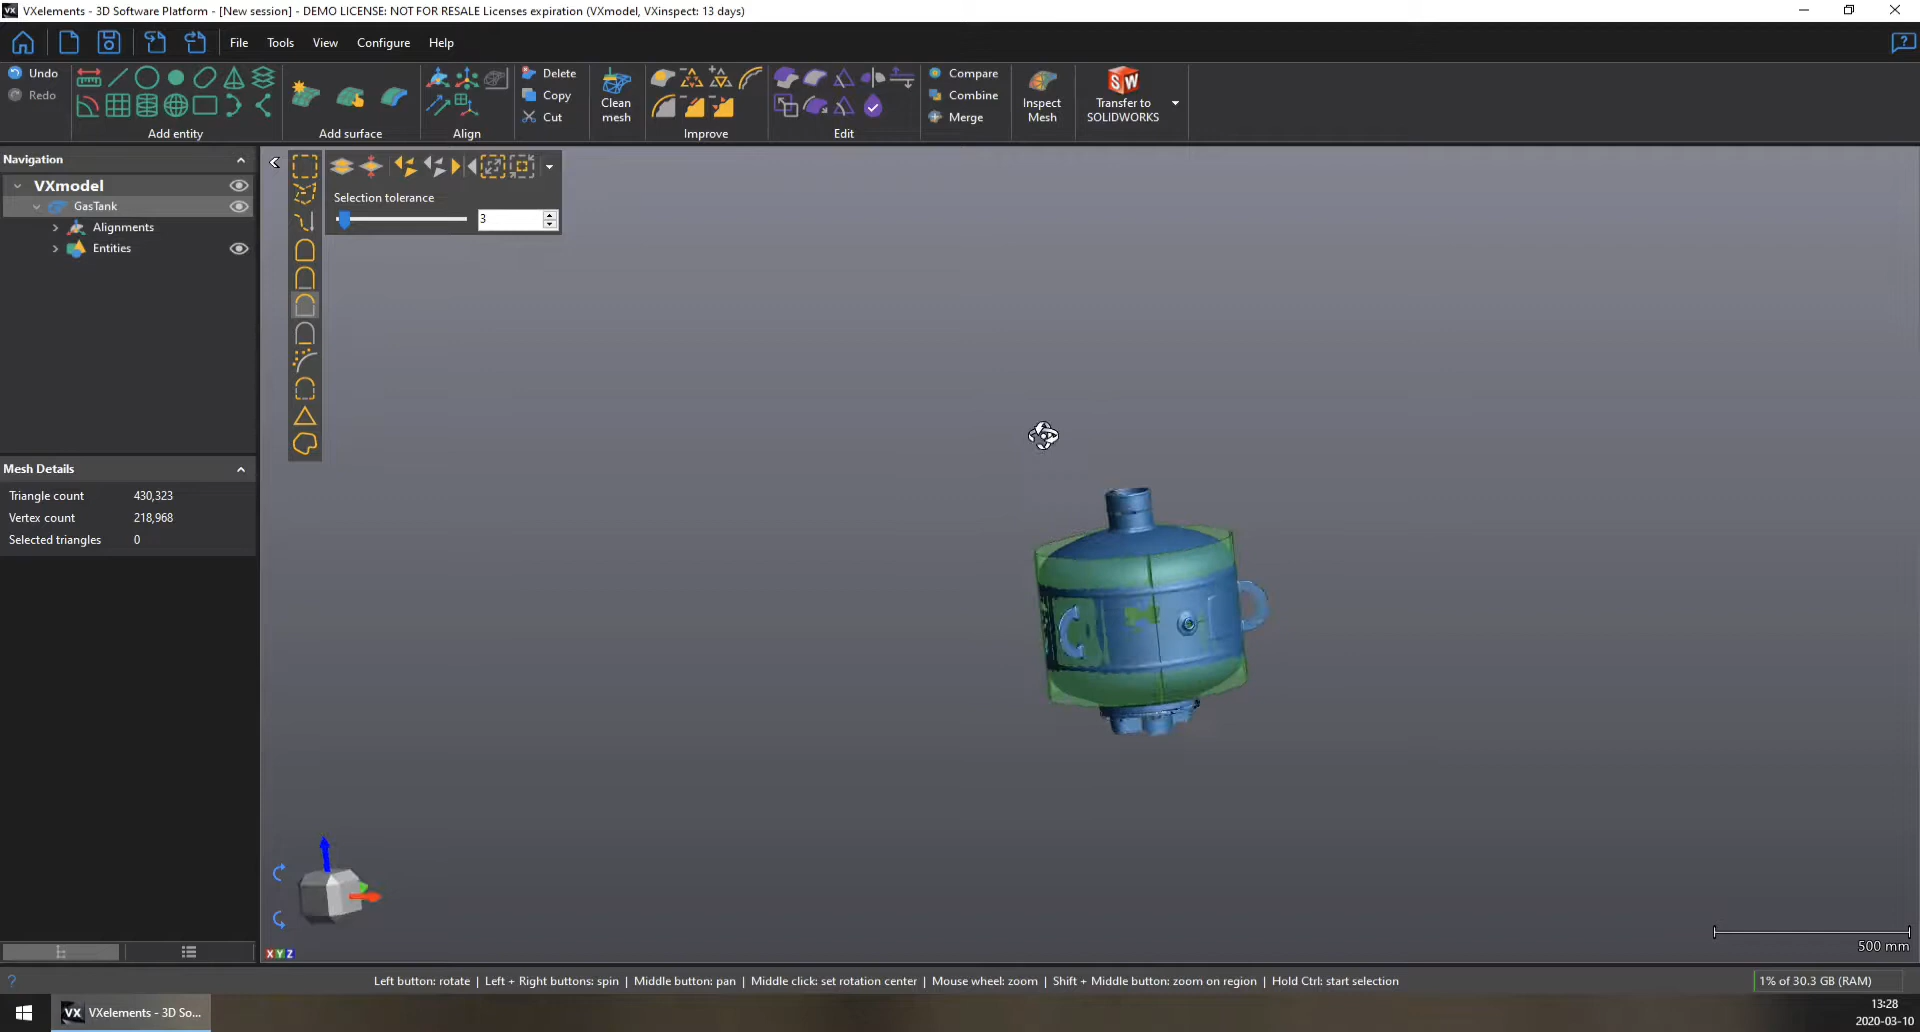 VX VXelements - 3D Software Platform - [New session] - DEMO LICENSE: NOT FOR RESALE Licenses expiration (VXmodel, VXinspect: 13 days)
File Tools View Configure Help
Undo
Redo
Add entity
Add surface
Align
Delete
Copy
Cut
Clean
mesh
Improve
Edit
Compare
Combine
Merge
Inspect
Mesh
SW
Transfer to
SOLIDWORKS
Navigation
VXmodel
GasTank
Alignments
Entities
Selection tolerance
3
Mesh Details
Triangle count 430,323
Vertex count 218,968
Selected triangles 0
XYZ
500 mm
? Left button: rotate | Left + Right buttons: spin | Middle button: pan | Middle click: set rotation center | Mouse wheel: zoom | Shift + Middle button: zoom on region | Hold Ctrl: start selection
1% of 30.3 GB (RAM)
VX VXelements - 3D So...
13:28
2020-03-10